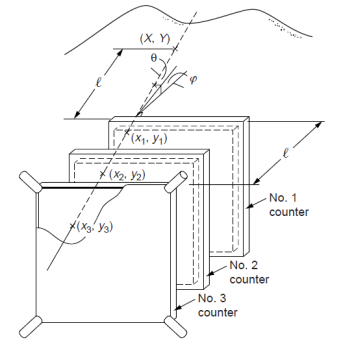 (X, Y)
θ
φ
ℓ
(x₁, y₁)
ℓ
(x₂, y₂)
No. 1
counter
(x₃, y₃)
No. 2
counter
No. 3
counter